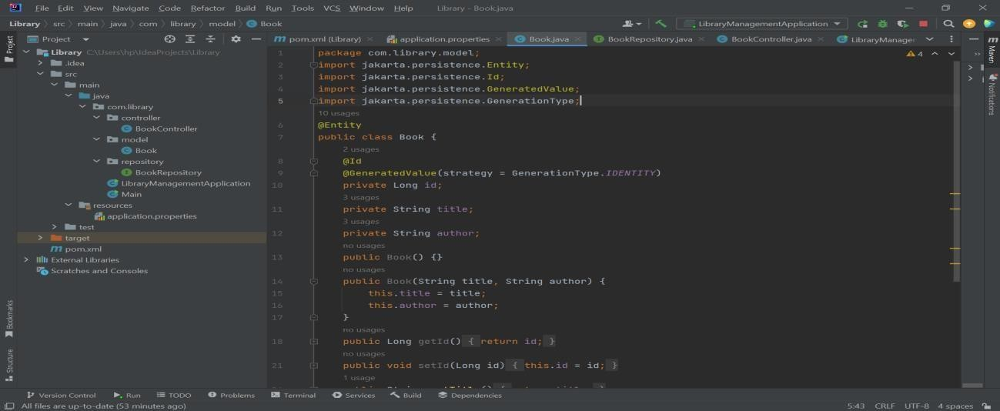 File Edit View Navigate Code Refactor Build Run Tools VCS Window Help Library - Book.java
Library src main java com library model Book LibraryManagementApplication
Project pom.xml (Library) application.properties Book.java BookRepository.java BookController.java LibraryManager
Project
Maven
Notifications
Bookmarks
Structure
Library C:\Users\hp\IdeaProjects\Library
.idea
src
main
java
com.library
controller
BookController
model
Book
repository
BookRepository
LibraryManagementApplication
Main
resources
application.properties
test
target
pom.xml
External Libraries
Scratches and Consoles
4
1 package com.library.model;
2 import jakarta.persistence.Entity;
3 import jakarta.persistence.Id;
4 import jakarta.persistence.GeneratedValue;
5 import jakarta.persistence.GenerationType;
10 usages
6 @Entity
7 public class Book {
2 usages
8 @Id
9 @GeneratedValue(strategy = GenerationType.IDENTITY)
10 private Long id;
3 usages
11 private String title;
3 usages
12 private String author;
no usages
13 public Book() {}
no usages
14 public Book(String title, String author) {
15 this.title = title;
16 this.author = author;
17 }
no usages
18 public Long getId() { return id; }
no usages
21 public void setId(Long id) { this.id = id; }
1 usage
Version Control Run TODO Problems Terminal Services Build Dependencies
All files are up-to-date (53 minutes ago) 5:43 CRLF UTF-8 4 spaces